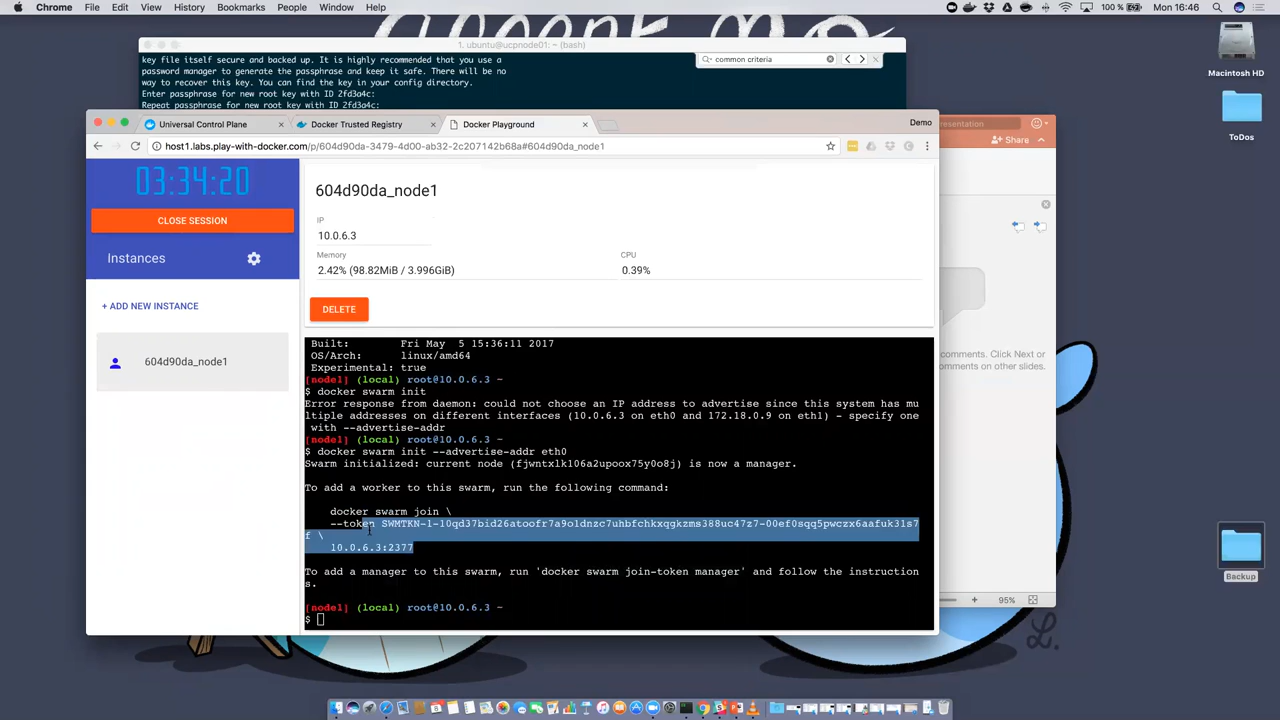 Chrome File Edit View History Bookmarks People Window Help
100 % Mon 16:46
Macintosh HD
ToDos
Backup
1. ubuntu@ucpnode01: ~ (bash)
key file itself secure and backed up. It is highly recommended that you use a
password manager to generate the passphrase and keep it safe. There will be no
way to recover this key. You can find the key in your config directory.
Enter passphrase for new root key with ID 2fd3a4c:
Repeat passphrase for new root key with ID 2fd3a4c:
common criteria
Universal Control Plane
Docker Trusted Registry
Docker Playground
Demo
host1.labs.play-with-docker.com/p/604d90da-3479-4d00-ab32-2c207142b68a#604d90da_node1
03:34:20
CLOSE SESSION
Instances
+ ADD NEW INSTANCE
604d90da_node1
604d90da_node1
IP
10.0.6.3
Memory
2.42% (98.82MiB / 3.996GiB)
CPU
0.39%
DELETE
Built: Fri May 5 15:36:11 2017
OS/Arch: linux/amd64
Experimental: true
[node1] (local) root@10.0.6.3 ~
$ docker swarm init
Error response from daemon: could not choose an IP address to advertise since this system has mu
ltiple addresses on different interfaces (10.0.6.3 on eth0 and 172.18.0.9 on eth1) - specify one
with --advertise-addr
[node1] (local) root@10.0.6.3 ~
$ docker swarm init --advertise-addr eth0
Swarm initialized: current node (fjwntxlk106a2upoox75y0o8j) is now a manager.
To add a worker to this swarm, run the following command:
docker swarm join \
--token SWMTKN-1-10qd37bid26atoofr7a9o1dnzc7uhbfchkxqgkzms388uc47z7-00ef0sqq5pwczx6aafuk31s7
f \
10.0.6.3:2377
To add a manager to this swarm, run 'docker swarm join-token manager' and follow the instruction
s.
[node1] (local) root@10.0.6.3 ~
$
resentation
Share
comments. Click Next or
omments on other slides.
95%
L.